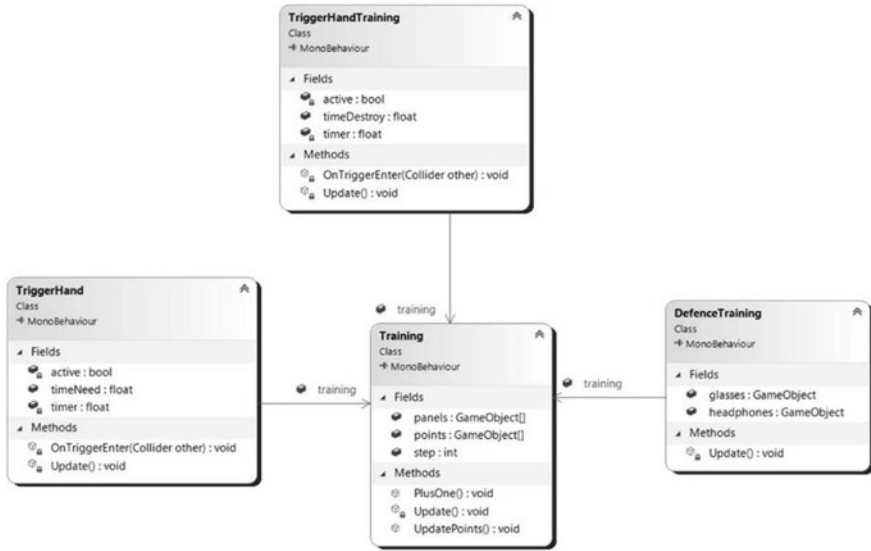 TriggerHandTraining
Class
MonoBehaviour
Fields
active : bool
timeDestroy : float
timer : float
Methods
OnTriggerEnter(Collider other) : void
Update() : void
training
TriggerHand
Class
MonoBehaviour
Fields
active : bool
timeNeed : float
timer : float
Methods
OnTriggerEnter(Collider other) : void
Update() : void
training
Training
Class
MonoBehaviour
Fields
panels : GameObject[]
points : GameObject[]
step : int
Methods
PlusOne() : void
Update() : void
UpdatePoints() : void
training
DefenceTraining
Class
MonoBehaviour
Fields
glasses : GameObject
headphones : GameObject
Methods
Update() : void